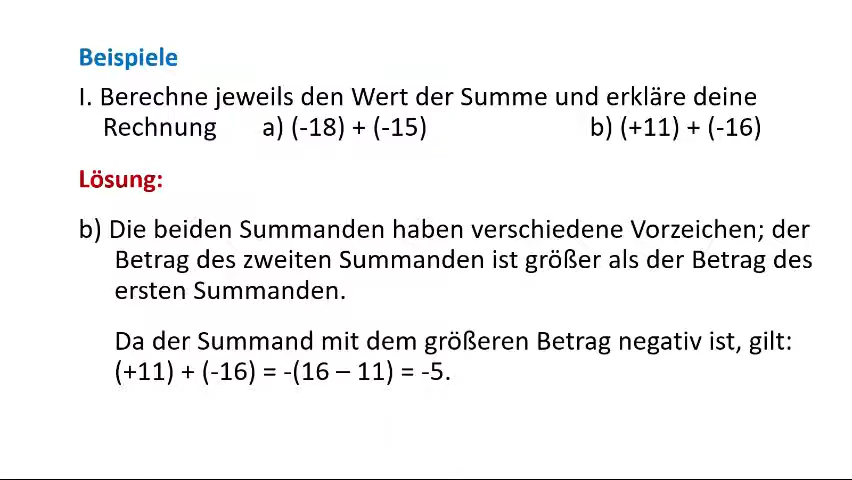 Beispiele
I. Berechne jeweils den Wert der Summe und erkläre deine
Rechnung a) (-18) + (-15) b) (+11) + (-16)
Lösung:
b) Die beiden Summanden haben verschiedene Vorzeichen; der
Betrag des zweiten Summanden ist größer als der Betrag des
ersten Summanden.
Da der Summand mit dem größeren Betrag negativ ist, gilt:
(+11) + (-16) = -(16 – 11) = -5.